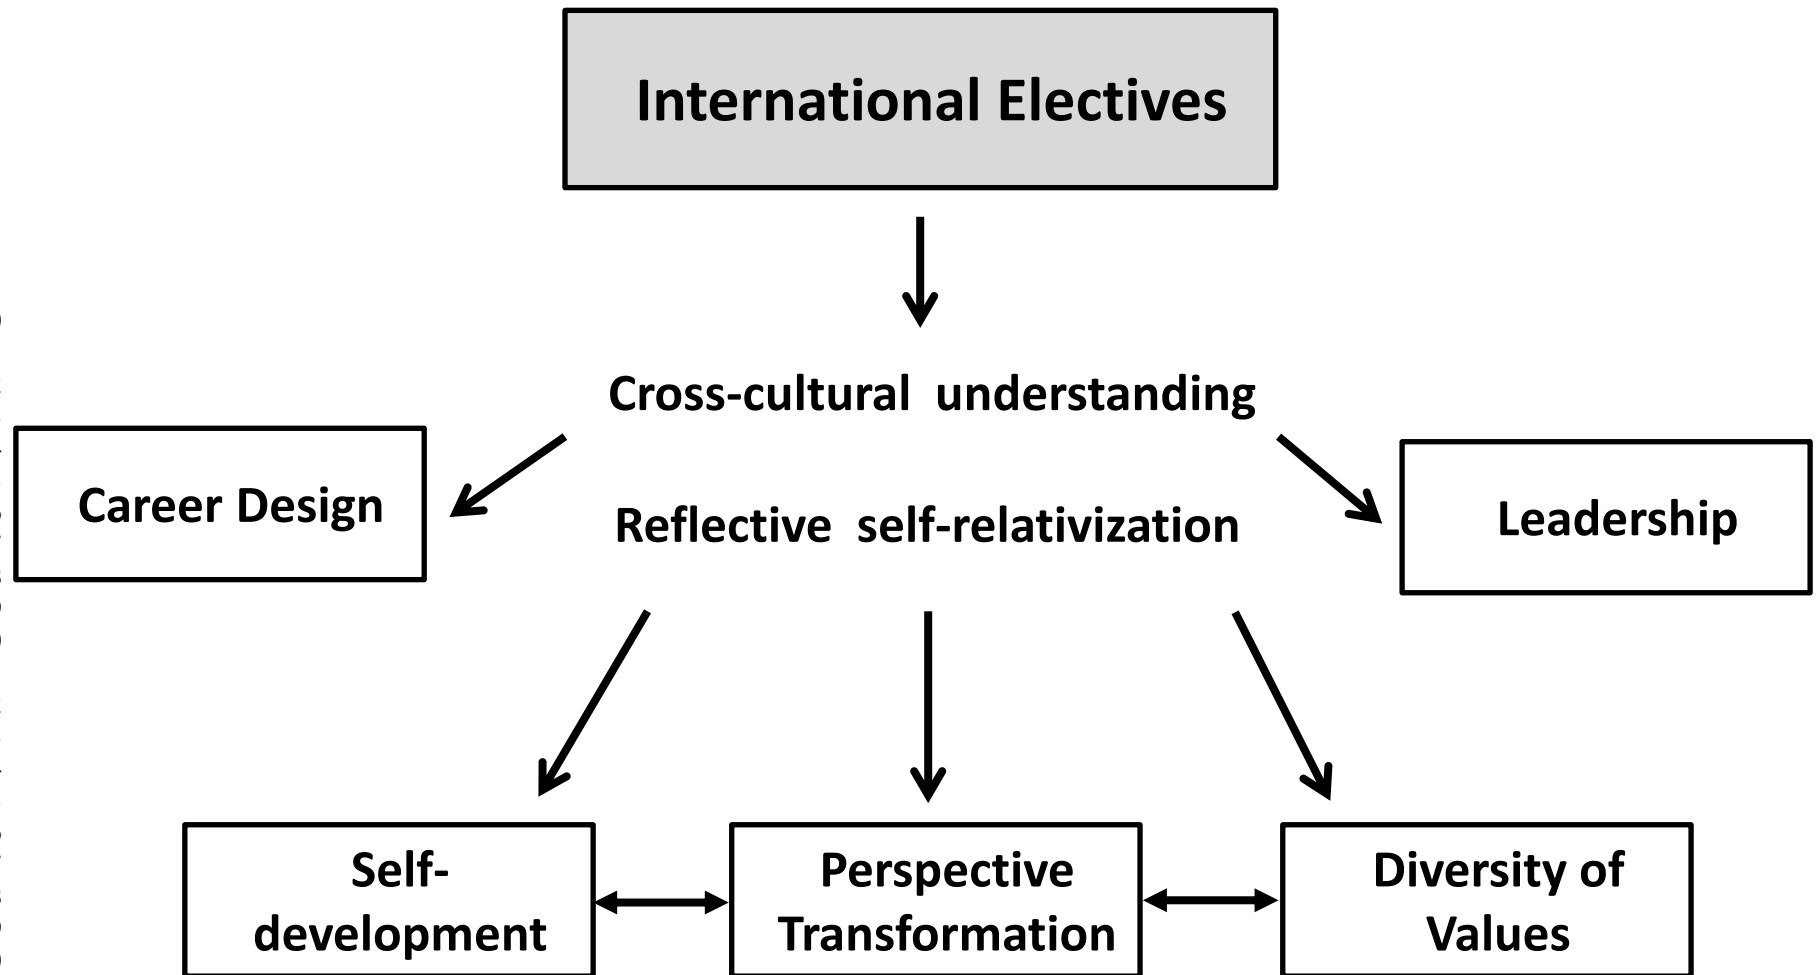 International Electives
Cross-cultural understanding
Career Design
Reflective self-relativization
Leadership
Self-
development
Perspective
Transformation
Diversity of
Values